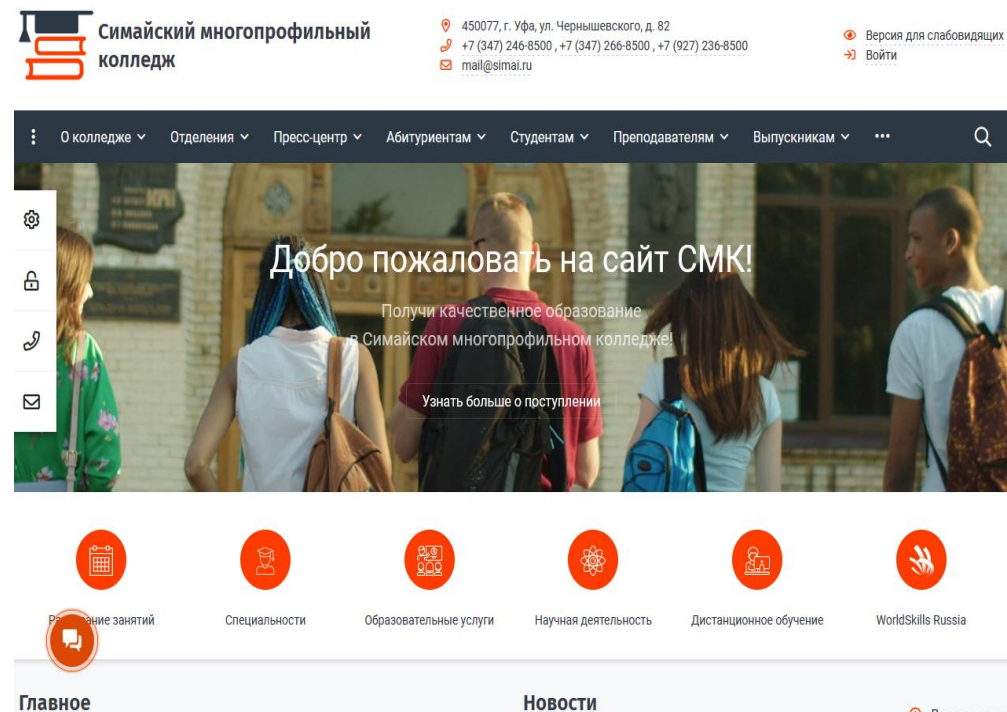 Симайский многопрофильный
колледж
450077, г. Уфа, ул. Чернышевского, д. 82
+7 (347) 246-8500 , +7 (347) 266-8500 , +7 (927) 236-8500
mail@simai.ru
Версия для слабовидящих
Войти
О колледже
Отделения
Пресс-центр
Абитуриентам
Студентам
Преподавателям
Выпускникам
Добро пожаловать на сайт СМК!
Получи качественное образование
в Симайском многопрофильном колледже!
Узнать больше о поступлении
занятий
Специальности
Образовательные услуги
Научная деятельность
Дистанционное обучение
WorldSkills Russia
Главное
Новости